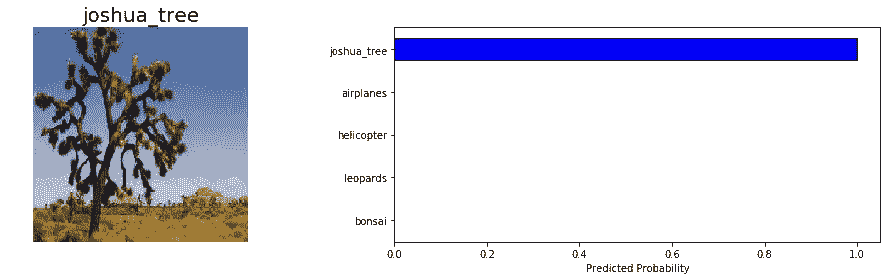 joshua_tree
joshua_tree
airplanes
helicopter
leopards
bonsai
0.0 0.2 0.4 0.6 0.8 1.0
Predicted Probability